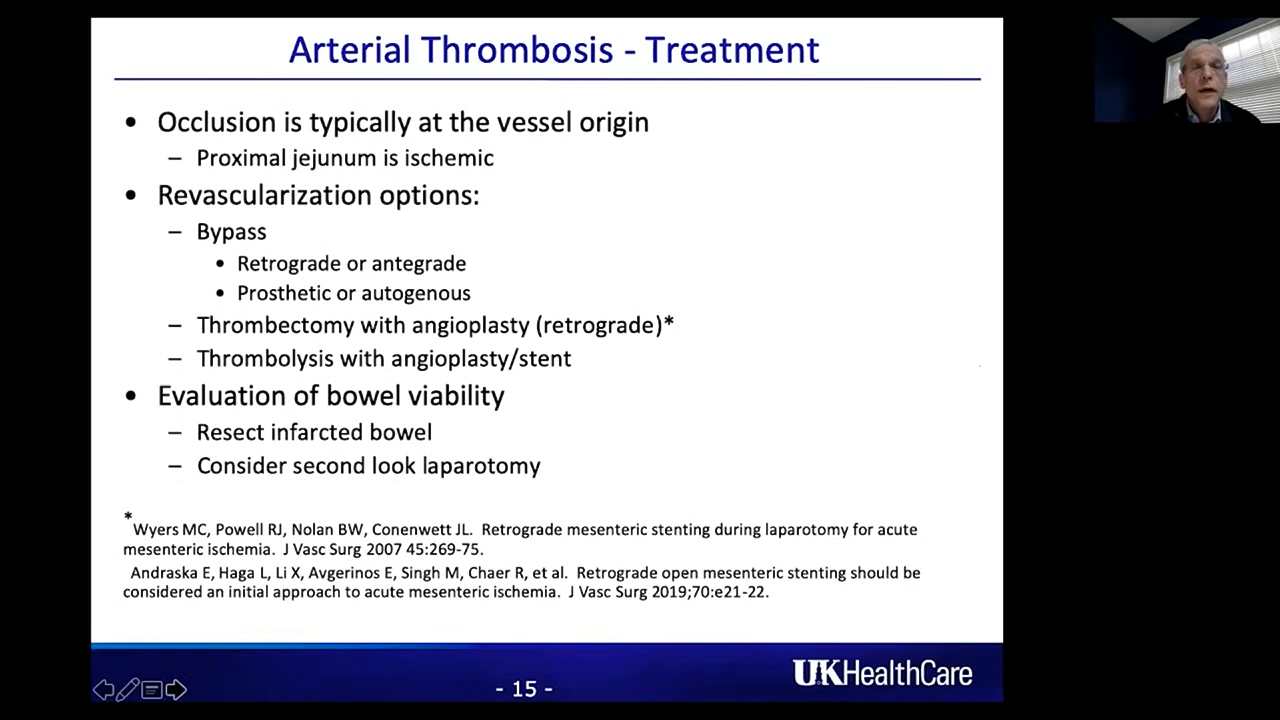 Arterial Thrombosis - Treatment
• Occlusion is typically at the vessel origin
– Proximal jejunum is ischemic
• Revascularization options:
– Bypass
• Retrograde or antegrade
• Prosthetic or autogenous
– Thrombectomy with angioplasty (retrograde)*
– Thrombolysis with angioplasty/stent
• Evaluation of bowel viability
– Resect infarcted bowel
– Consider second look laparotomy
*Wyers MC, Powell RJ, Nolan BW, Conenwett JL. Retrograde mesenteric stenting during laparotomy for acute
mesenteric ischemia. J Vasc Surg 2007 45:269-75.
Andraska E, Haga L, Li X, Avgerinos E, Singh M, Chaer R, et al. Retrograde open mesenteric stenting should be
considered an initial approach to acute mesenteric ischemia. J Vasc Surg 2019;70:e21-22.
- 15 -
UKHealthCare